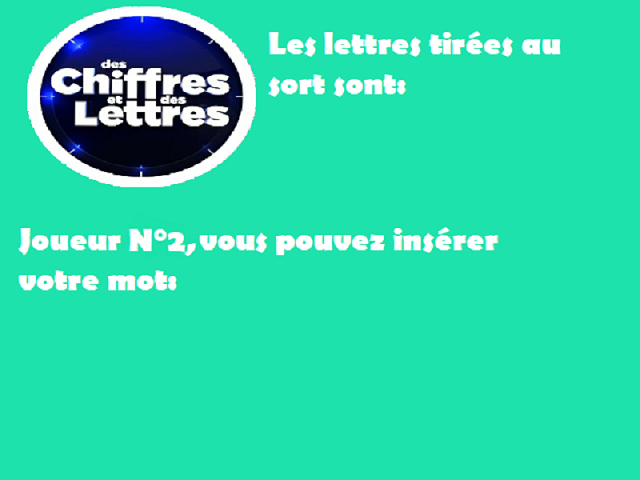 des
Chiffres
et des
Lettres
Les lettres tirées au
sort sont:
Joueur N°2,vous pouvez insérer
votre mot: